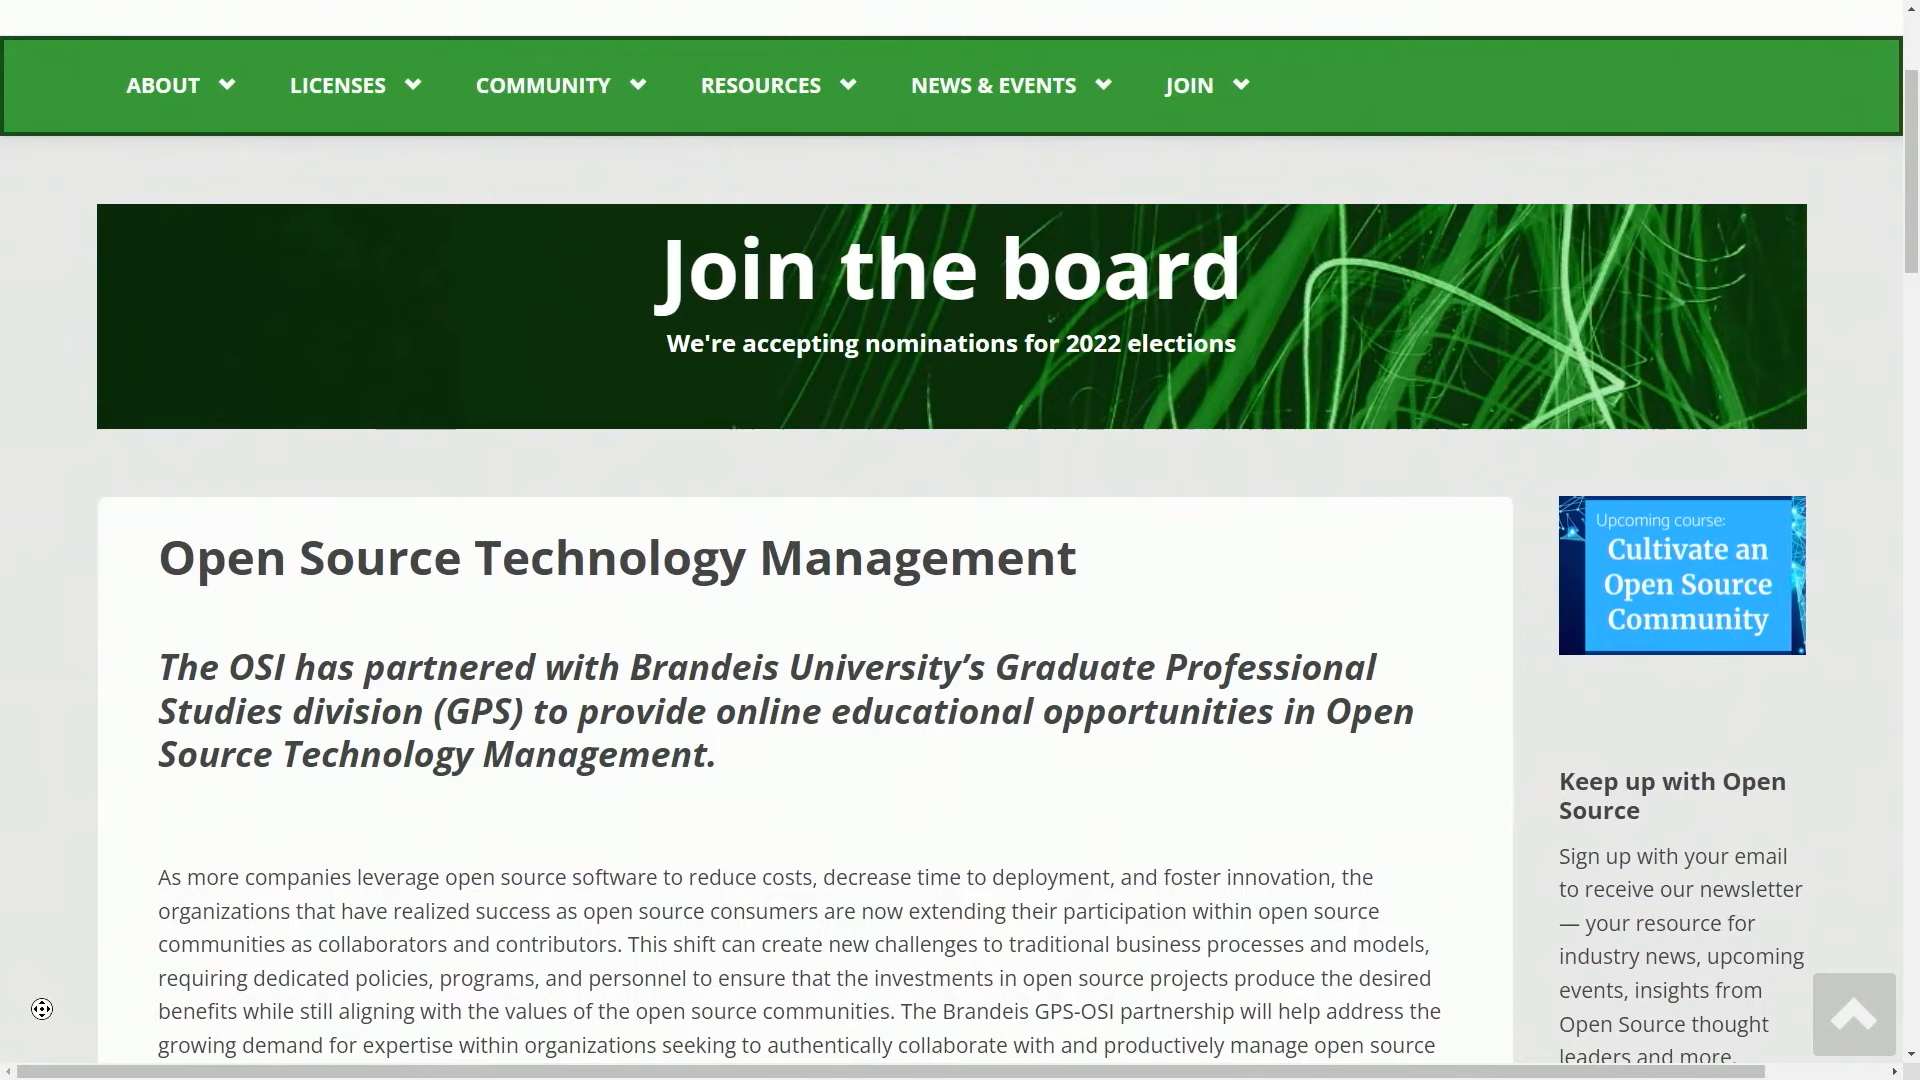 ABOUT LICENSES COMMUNITY RESOURCES NEWS & EVENTS JOIN
Join the board
We're accepting nominations for 2022 elections
Open Source Technology Management
The OSI has partnered with Brandeis University’s Graduate Professional
Studies division (GPS) to provide online educational opportunities in Open
Source Technology Management.
As more companies leverage open source software to reduce costs, decrease time to deployment, and foster innovation, the
organizations that have realized success as open source consumers are now extending their participation within open source
communities as collaborators and contributors. This shift can create new challenges to traditional business processes and models,
requiring dedicated policies, programs, and personnel to ensure that the investments in open source projects produce the desired
benefits while still aligning with the values of the open source communities. The Brandeis GPS-OSI partnership will help address the
growing demand for expertise within organizations seeking to authentically collaborate with and productively manage open source
Upcoming course:
Cultivate an
Open Source
Community
Keep up with Open
Source
Sign up with your email
to receive our newsletter
— your resource for
industry news, upcoming
events, insights from
Open Source thought
leaders and more.